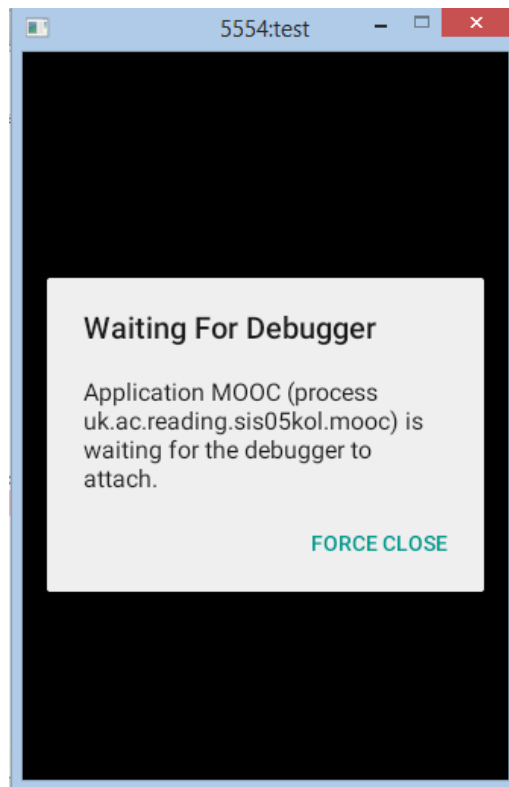 5554:test
Waiting For Debugger
Application MOOC (process
uk.ac.reading.sis05kol.mooc) is
waiting for the debugger to
attach.
FORCE CLOSE